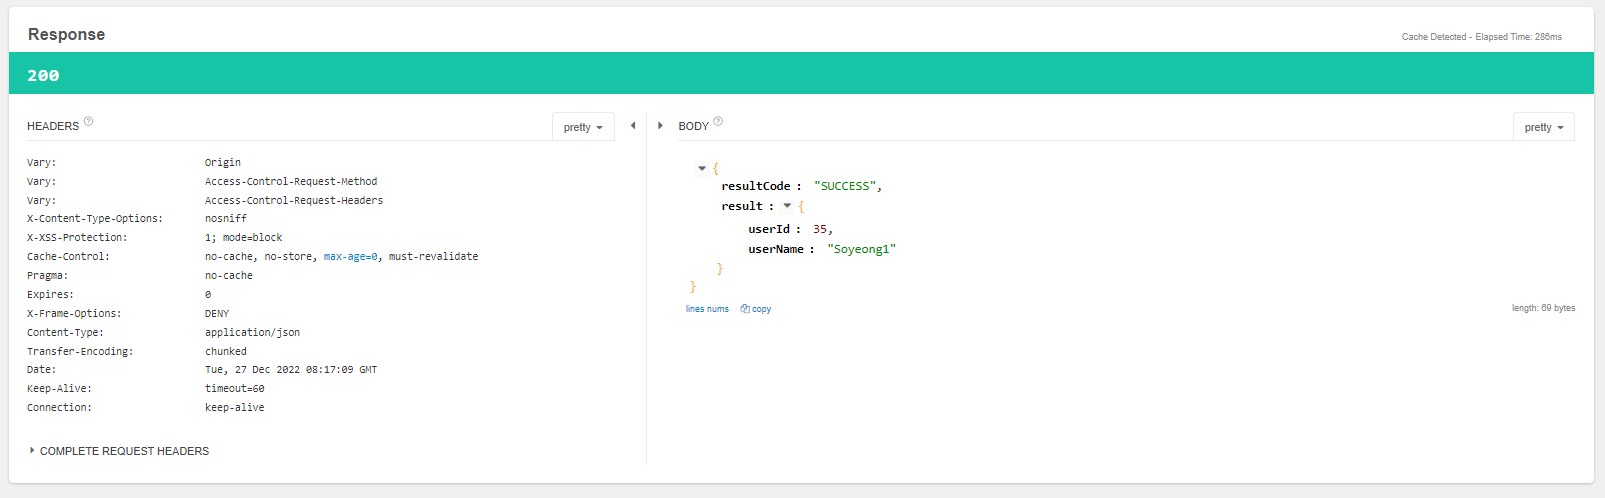 Response
Cache Detected - Elapsed Time: 286ms
200
HEADERS ?
pretty
Vary: Origin
Vary: Access-Control-Request-Method
Vary: Access-Control-Request-Headers
X-Content-Type-Options: nosniff
X-XSS-Protection: 1; mode=block
Cache-Control: no-cache, no-store, max-age=0, must-revalidate
Pragma: no-cache
Expires: 0
X-Frame-Options: DENY
Content-Type: application/json
Transfer-Encoding: chunked
Date: Tue, 27 Dec 2022 08:17:09 GMT
Keep-Alive: timeout=60
Connection: keep-alive
COMPLETE REQUEST HEADERS
BODY ?
pretty
{
resultCode : "SUCCESS",
result : {
userId : 35,
userName : "Soyeong1"
}
}
lines nums copy
length: 69 bytes